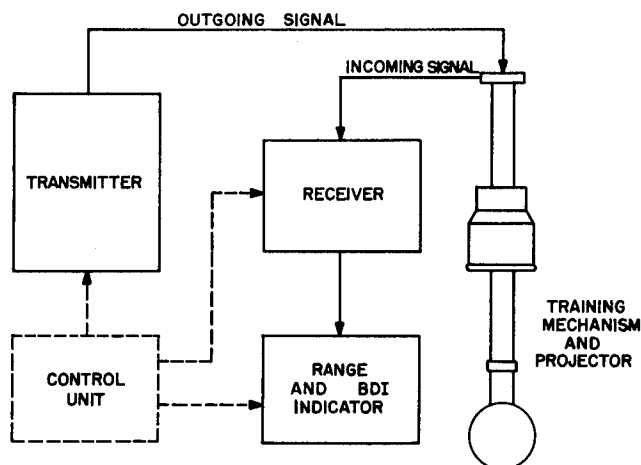 OUTGOING SIGNAL
INCOMING SIGNAL
TRANSMITTER
RECEIVER
TRAINING
MECHANISM
AND
PROJECTOR
CONTROL
UNIT
RANGE
AND BDI
INDICATOR